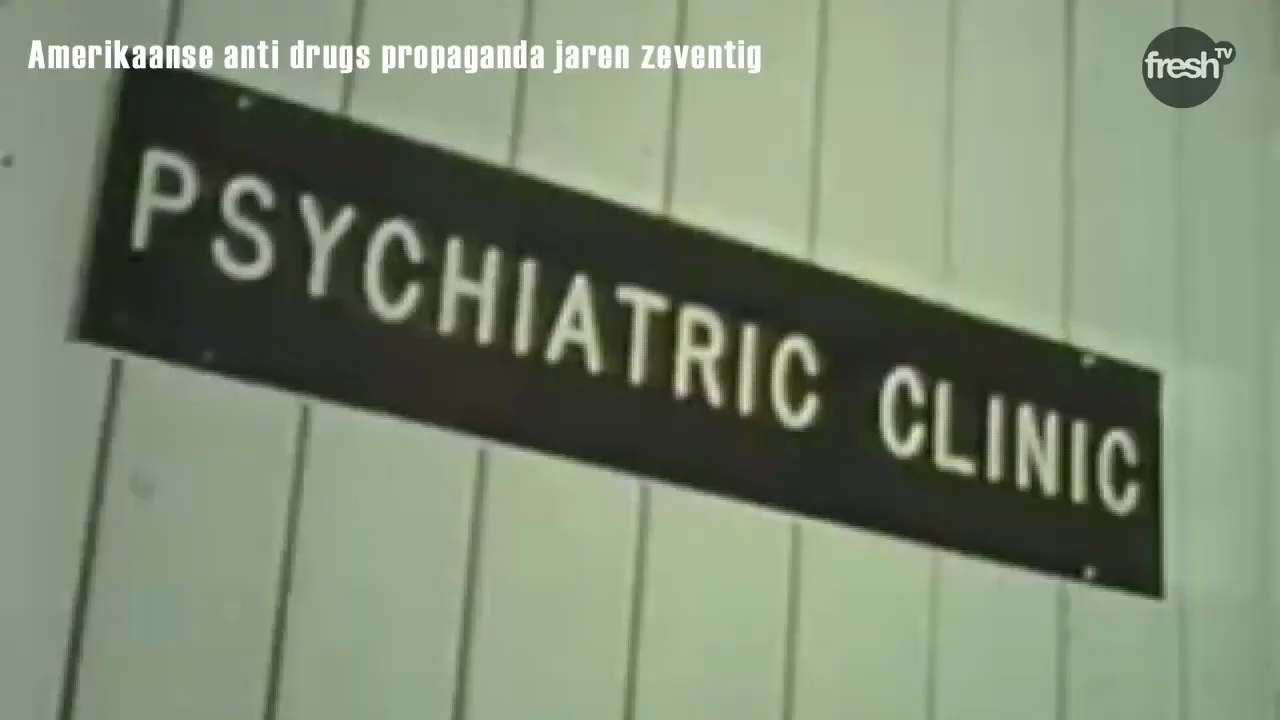 Amerikaanse anti drugs propaganda jaren zeventig
fresh TV
PSYCHIATRIC CLINIC